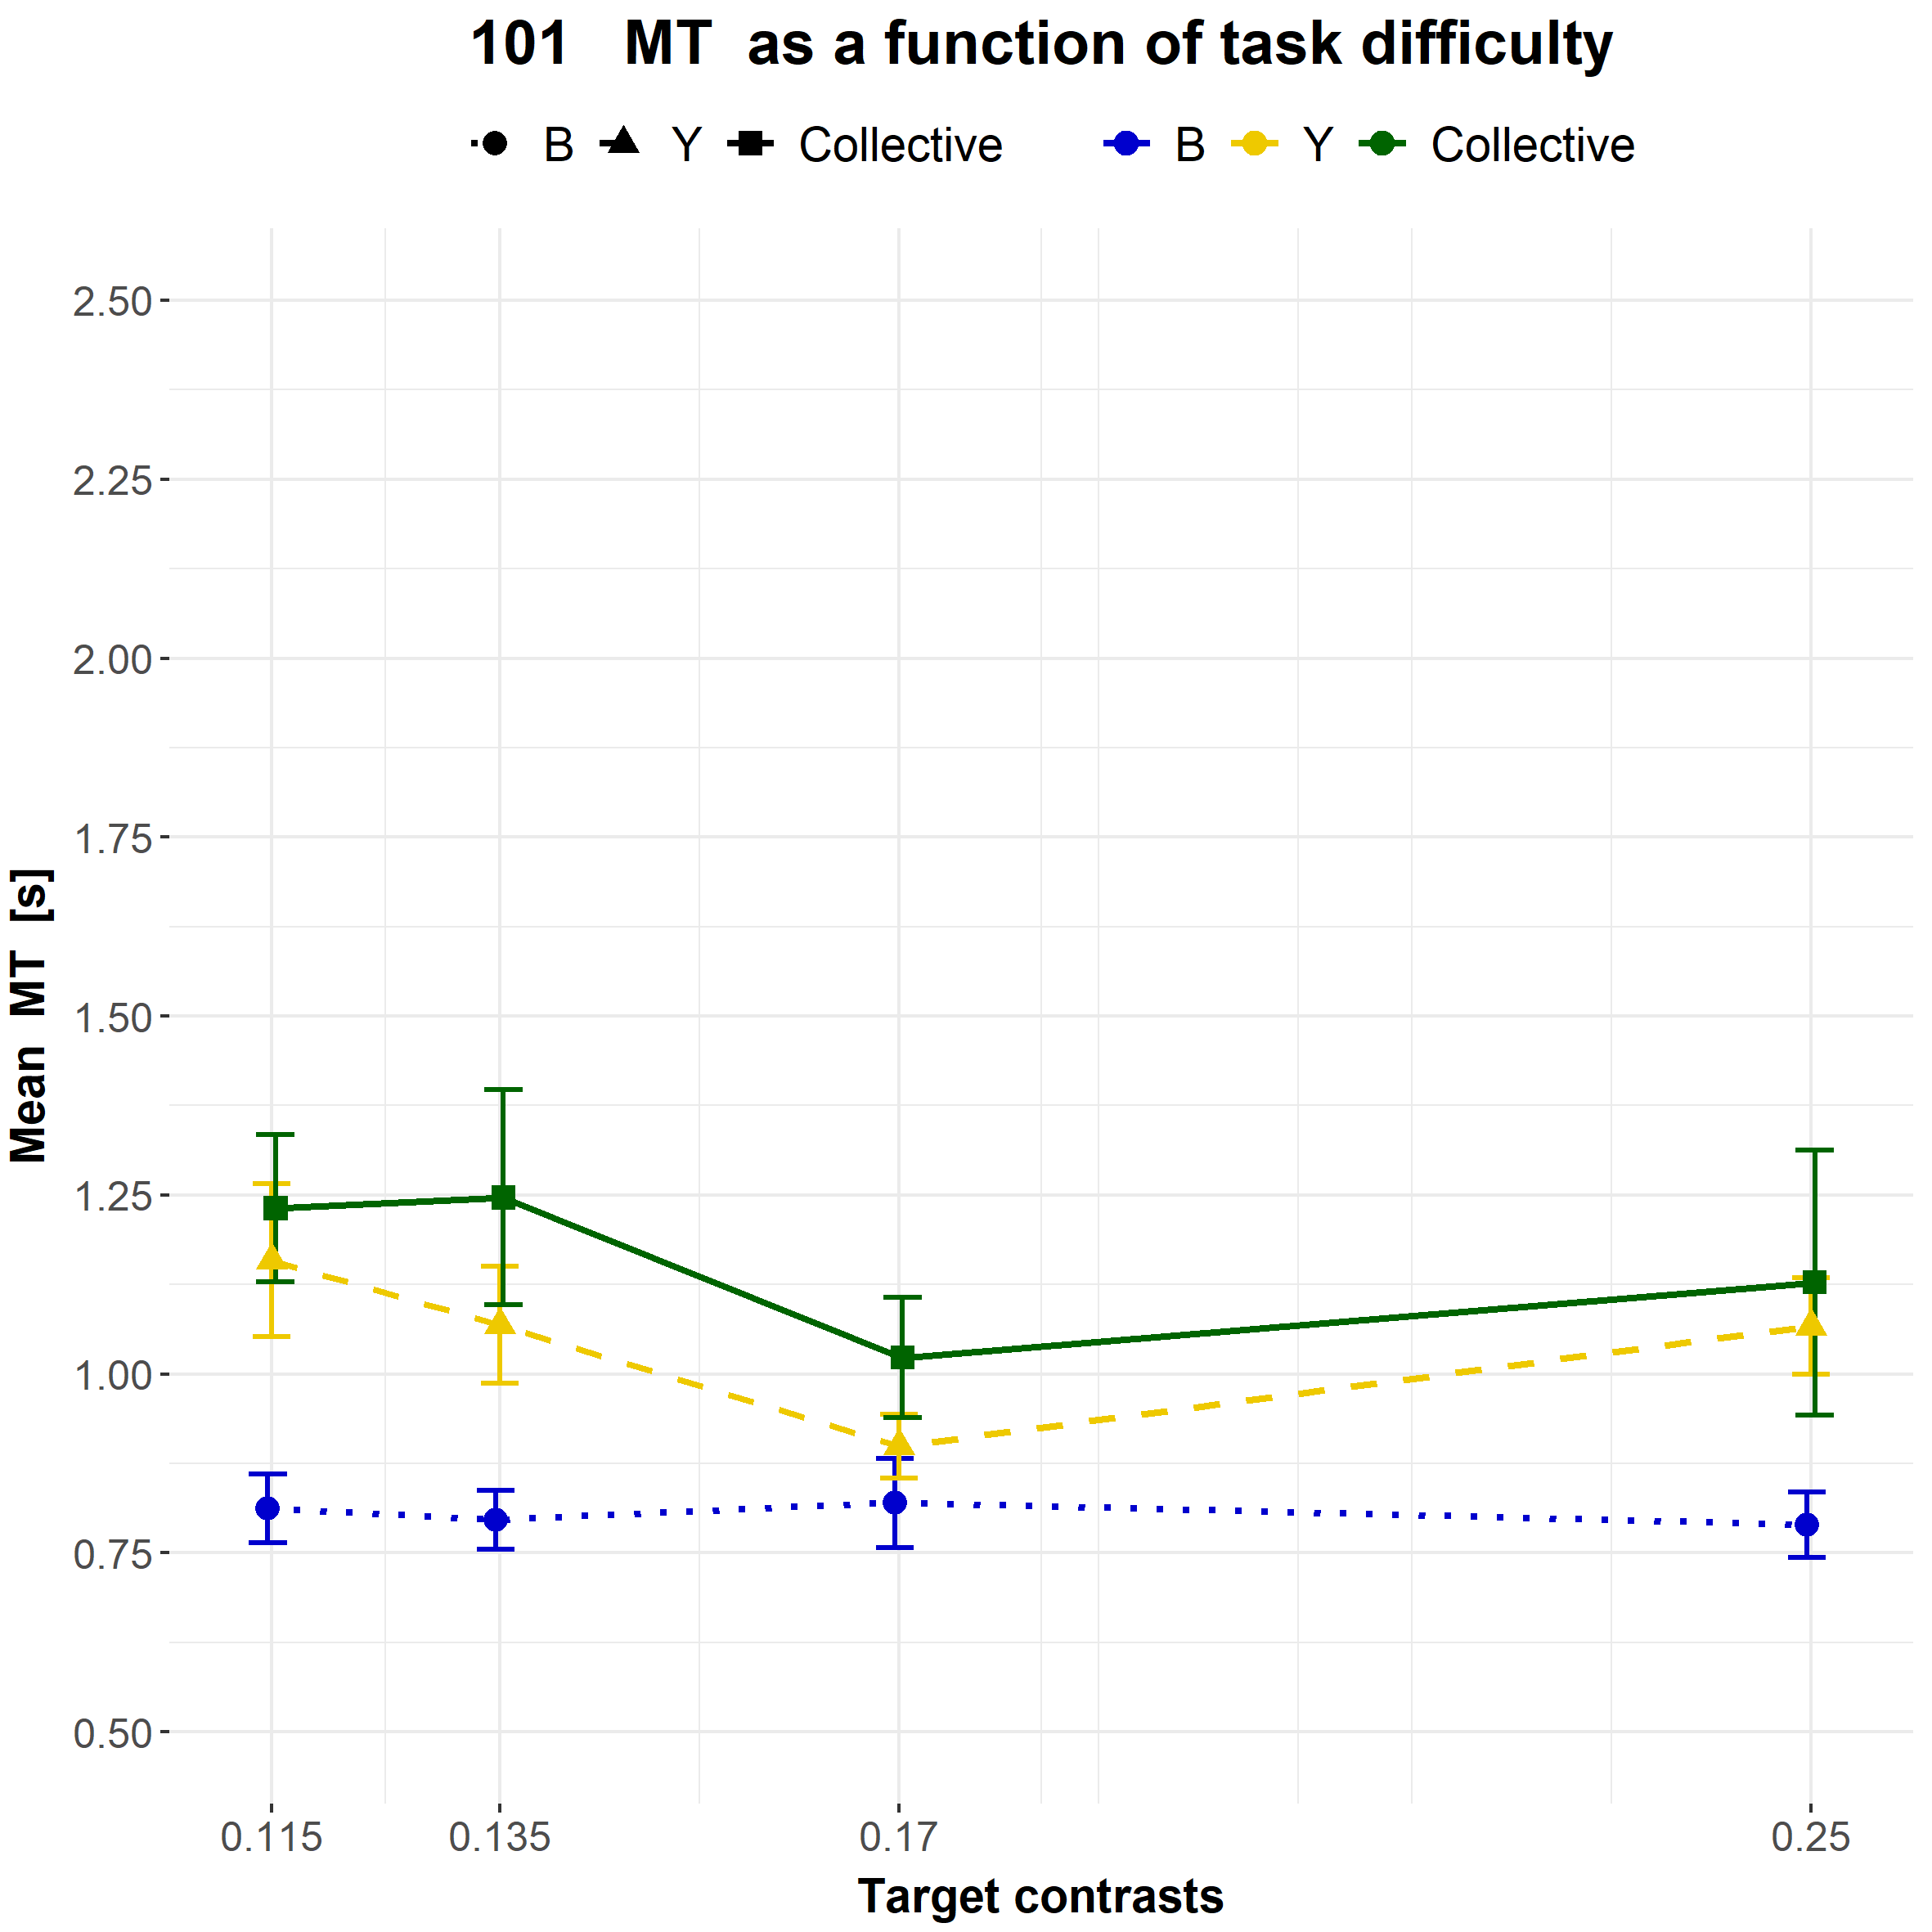 101 MT as a function of task difficulty
B Y Collective B Y Collective
2.50
2.25
2.00
1.75
1.50
1.25
1.00
0.75
0.50
Mean MT [s]
0.115 0.135 0.17 0.25
Target contrasts